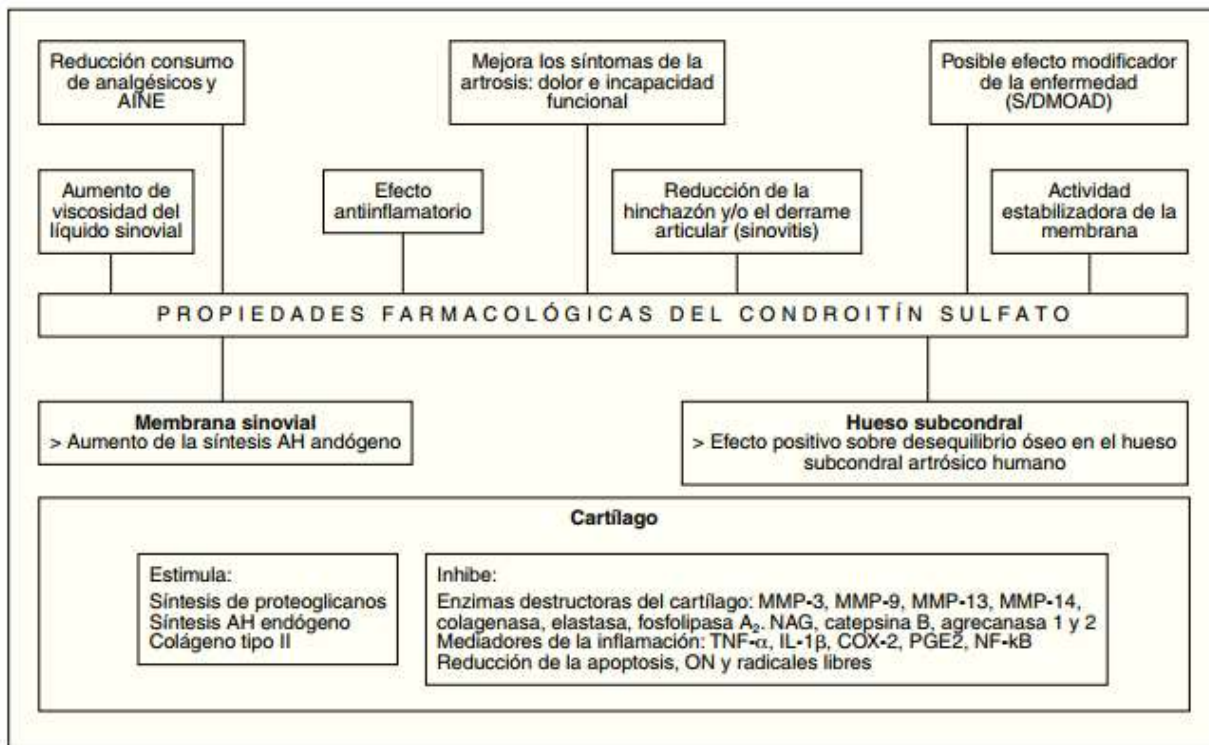 Reducción consumo
de analgésicos y
AINE
Mejora los síntomas de la
artrosis: dolor e incapacidad
funcional
Posible efecto modificador
de la enfermedad
(S/DMOAD)
Aumento de
viscosidad del
líquido sinovial
Efecto
antiinflamatorio
Reducción de la
hinchazón y/o el derrame
articular (sinovitis)
Actividad
estabilizadora de la
membrana
PROPIEDADES FARMACOLÓGICAS DEL CONDROITÍN SULFATO
Membrana sinovial
> Aumento de la síntesis AH andógeno
Hueso subcondral
> Efecto positivo sobre desequilibrio óseo en el hueso
subcondral artrósico humano
Cartílago
Estimula:
Síntesis de proteoglicanos
Síntesis AH endógeno
Colágeno tipo II
Inhibe:
Enzimas destructoras del cartílago: MMP-3, MMP-9, MMP-13, MMP-14,
colagenasa, elastasa, fosfolipasa A₂. NAG, catepsina B, agrecanasa 1 y 2
Mediadores de la inflamación: TNF-α, IL-1β, COX-2, PGE2, NF-kB
Reducción de la apoptosis, ON y radicales libres